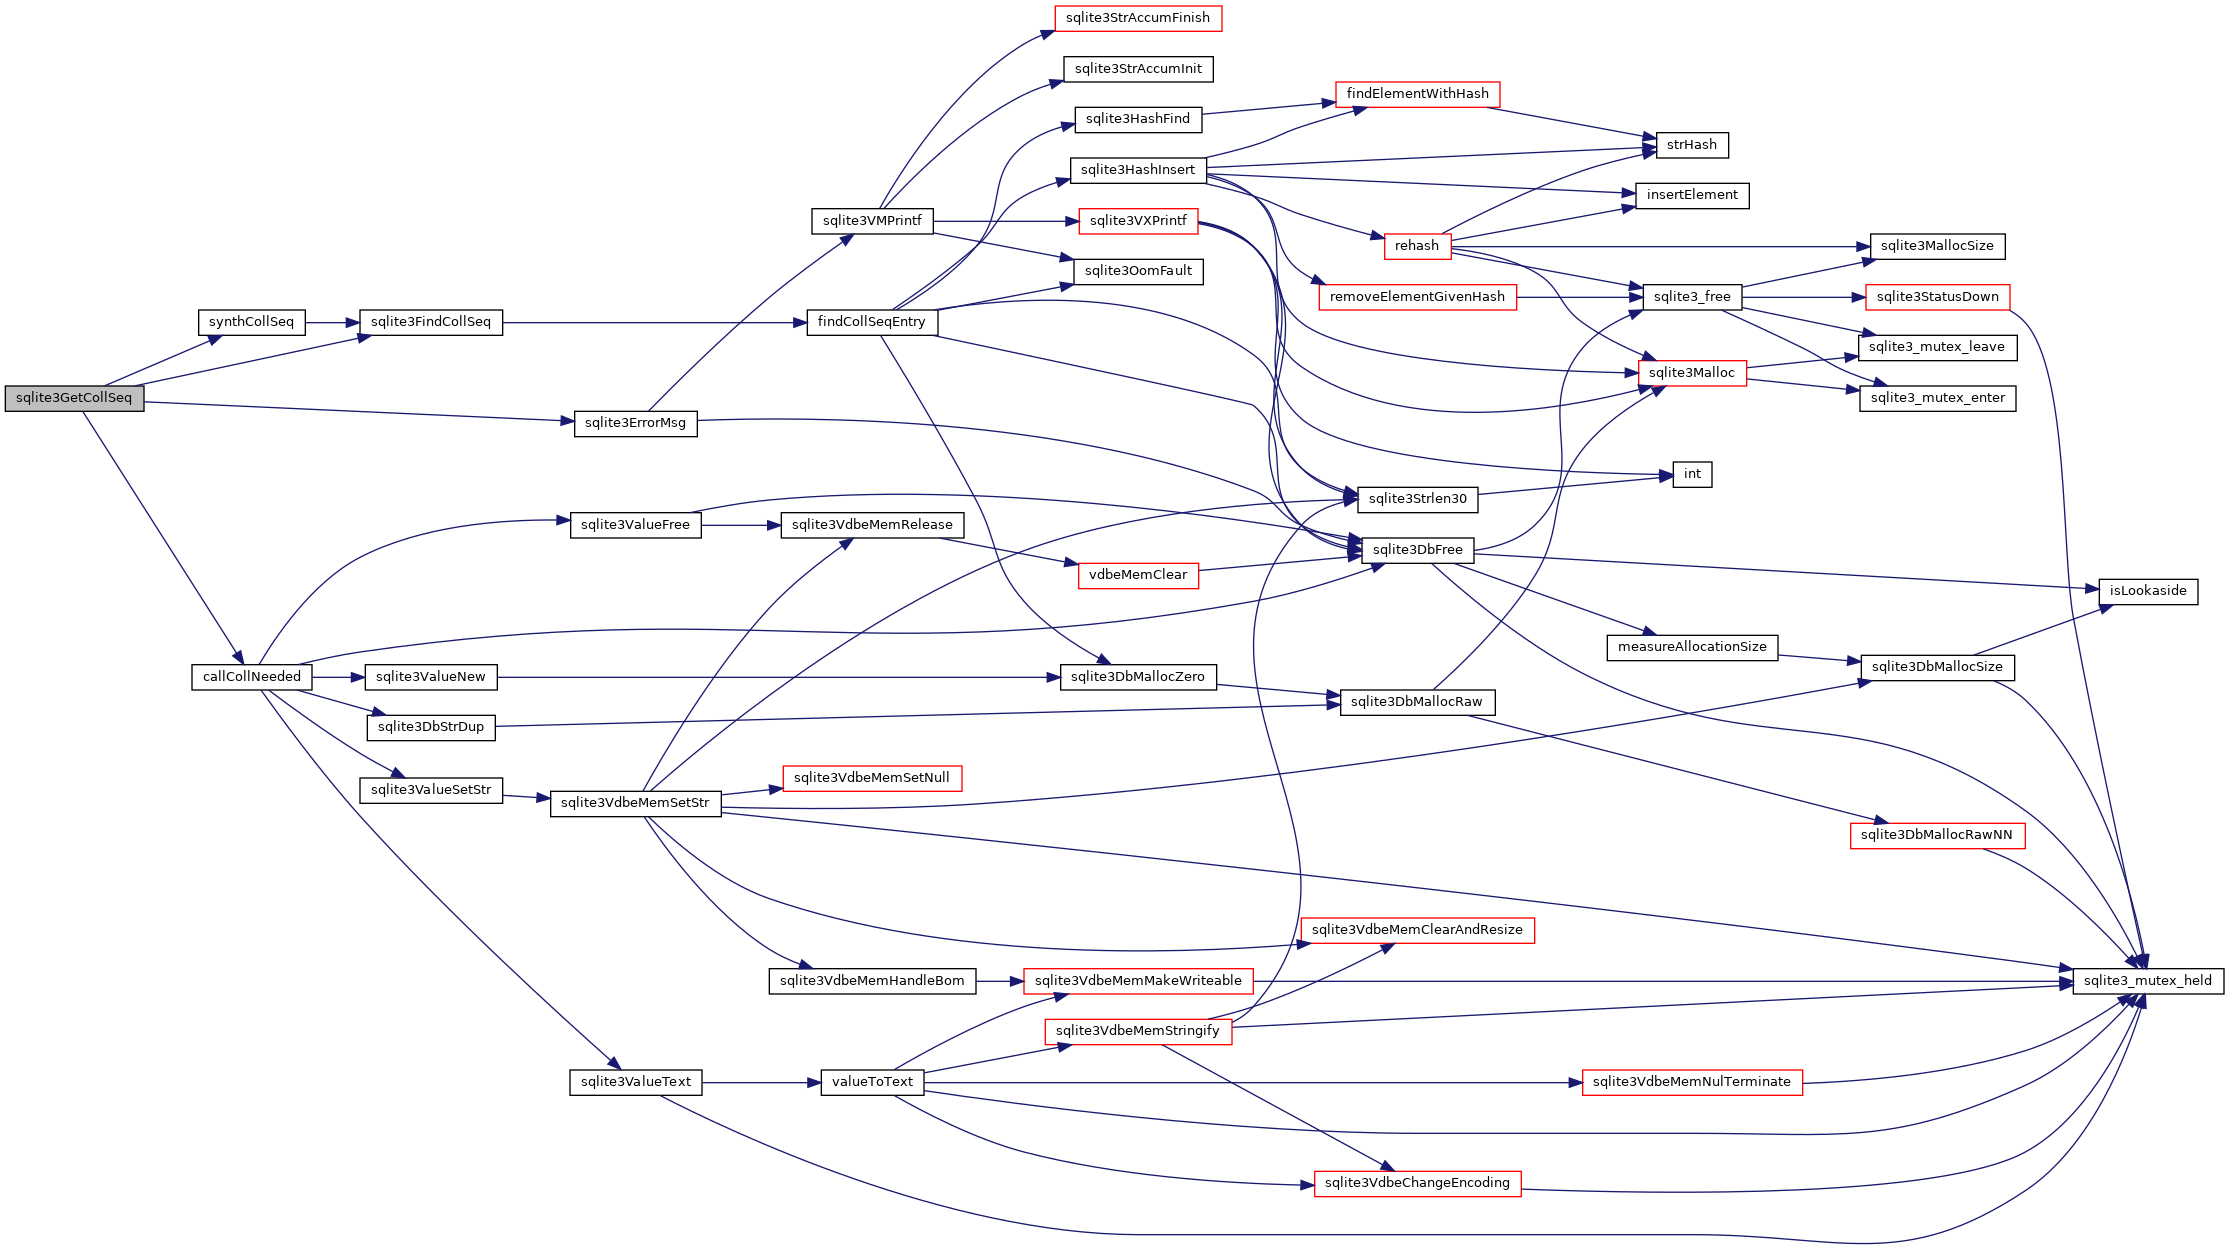 sqlite3StrAccumFinish
sqlite3StrAccumInit
findElementWithHash
sqlite3HashFind
strHash
sqlite3HashInsert
insertElement
sqlite3VMPrintf
sqlite3VXPrintf
rehash
sqlite3MallocSize
sqlite3OomFault
removeElementGivenHash
sqlite3_free
sqlite3StatusDown
synthCollSeq
sqlite3FindCollSeq
findCollSeqEntry
sqlite3_mutex_leave
sqlite3Malloc
sqlite3GetCollSeq
sqlite3_mutex_enter
sqlite3ErrorMsg
int
sqlite3Strlen30
sqlite3ValueFree
sqlite3VdbeMemRelease
sqlite3DbFree
vdbeMemClear
isLookaside
measureAllocationSize
sqlite3DbMallocSize
callCollNeeded
sqlite3ValueNew
sqlite3DbMallocZero
sqlite3DbMallocRaw
sqlite3DbStrDup
sqlite3VdbeMemSetNull
sqlite3ValueSetStr
sqlite3VdbeMemSetStr
sqlite3DbMallocRawNN
sqlite3VdbeMemClearAndResize
sqlite3VdbeMemHandleBom
sqlite3VdbeMemMakeWriteable
sqlite3_mutex_held
sqlite3VdbeMemStringify
sqlite3ValueText
valueToText
sqlite3VdbeMemNulTerminate
sqlite3VdbeChangeEncoding